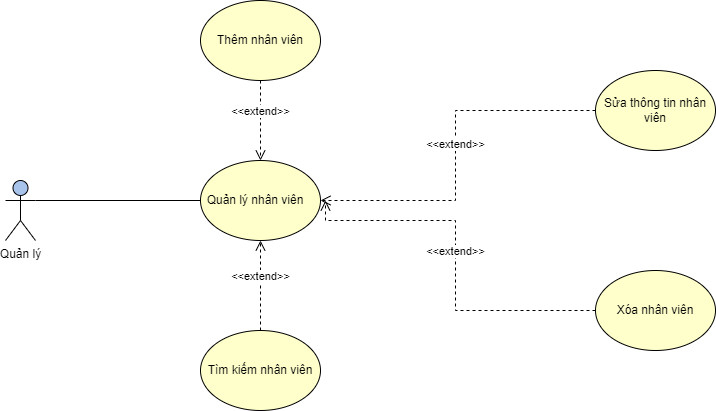 Thêm nhân viên
<<extend>>
Sửa thông tin nhân
viên
<<extend>>
Quản lý nhân viên
Quản lý
<<extend>>
<<extend>>
Xóa nhân viên
Tìm kiếm nhân viên